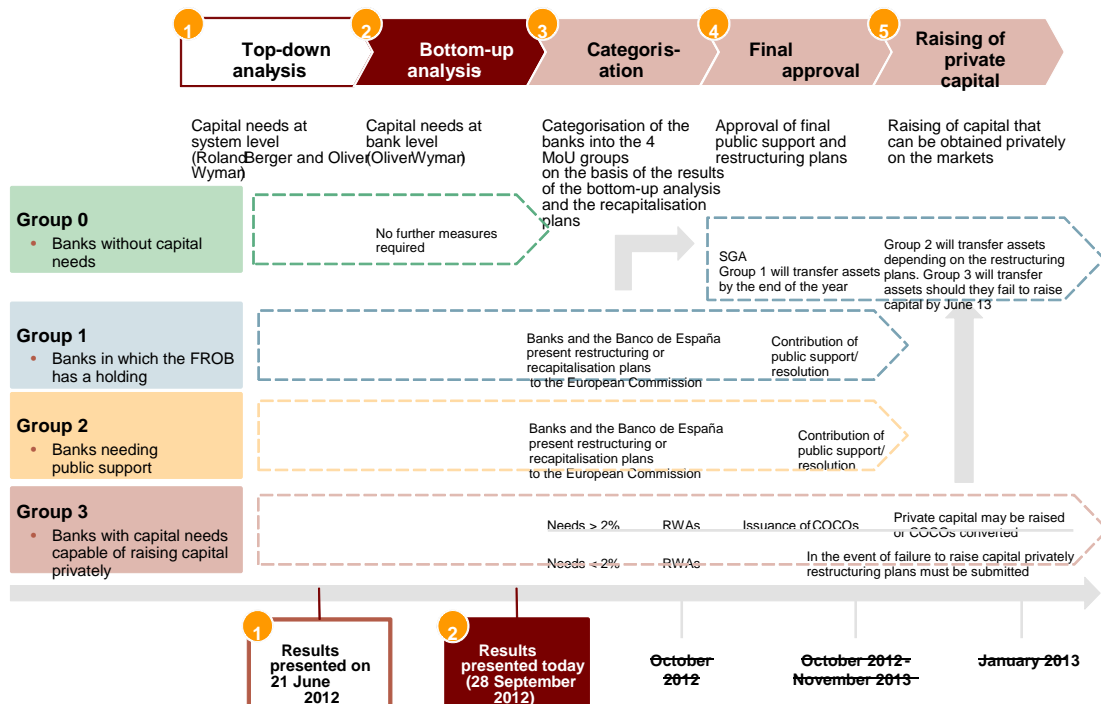 1
Top-down
analysis
2
Bottom-up
analysis
3
Categoris-
ation
4
Final
approval
5
Raising of
private
capital
Capital needs at
system level
(Roland Berger and Oliver
Wyman)
Capital needs at
bank level
(Oliver Wyman)
Categorisation of the
banks into the 4
MoU groups
on the basis of the results
of the bottom-up analysis
and the recapitalisation
plans
Approval of final
public support and
restructuring plans
Raising of capital that
can be obtained privately
on the markets
Group 0
• Banks without capital
needs
No further measures
required
SGA
Group 1 will transfer assets
by the end of the year
Group 2 will transfer assets
depending on the restructuring
plans. Group 3 will transfer
assets should they fail to raise
capital by June 13
Group 1
• Banks in which the FROB
has a holding
Banks and the Banco de España
present restructuring or
recapitalisation plans
to the European Commission
Contribution of
public support/
resolution
Group 2
• Banks needing
public support
Banks and the Banco de España
present restructuring or
recapitalisation plans
to the European Commission
Contribution of
public support/
resolution
Group 3
• Banks with capital needs
capable of raising capital
privately
Needs > 2% RWAs Issuance of COCOs
Private capital may be raised
or COCOs converted
Needs < 2% RWAs
In the event of failure to raise capital privately
restructuring plans must be submitted
1
Results
presented on
21 June
2012
2
Results
presented today
(28 September
2012)
October
2012
October 2012-
November 2013
January 2013